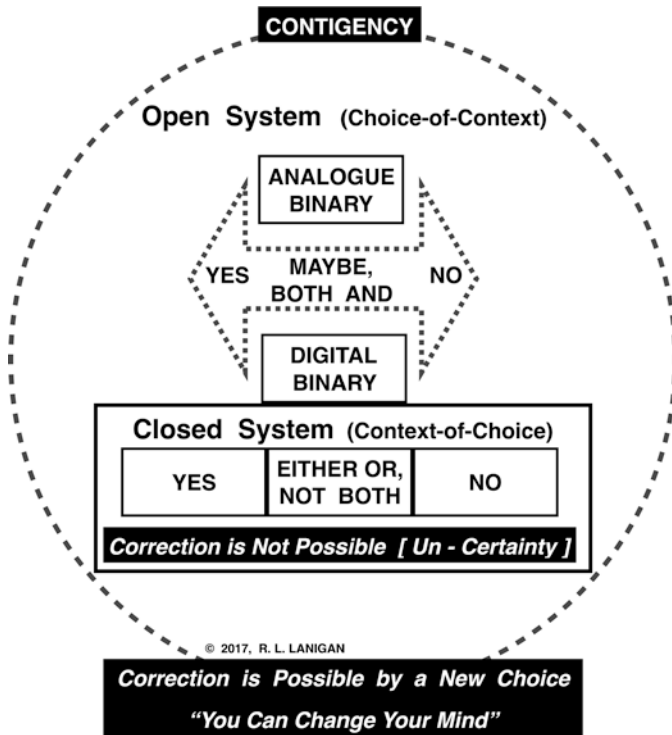 CONTIGENCY
Open System (Choice-of-Context)
ANALOGUE
BINARY
YES MAYBE, NO
BOTH AND
DIGITAL
BINARY
Closed System (Context-of-Choice)
YES EITHER OR, NO
NOT BOTH
Correction is Not Possible [ Un - Certainty ]
© 2017, R. L. LANIGAN
Correction is Possible by a New Choice
“You Can Change Your Mind”